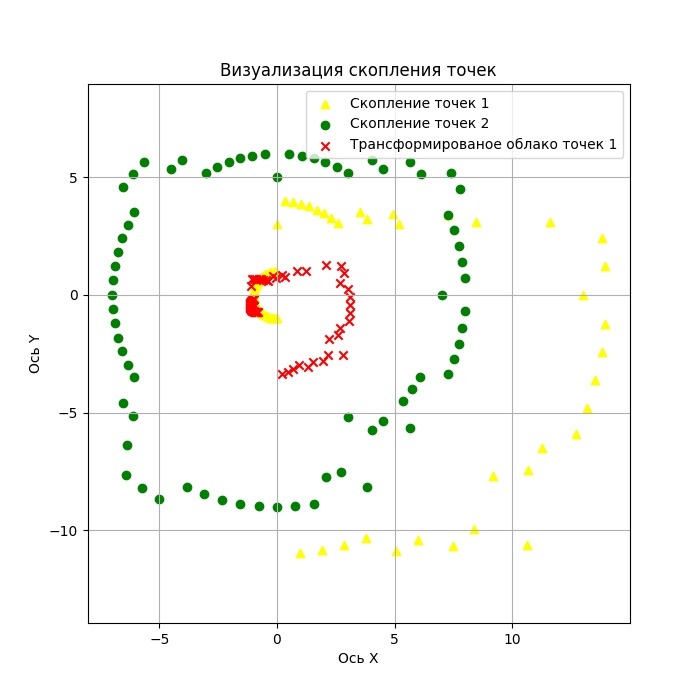 Визуализация скопления точек
Скопление точек 1
Скопление точек 2
Трансформированое облако точек 1
5
0
−5
−10
Ось Y
−5 0 5 10
Ось X